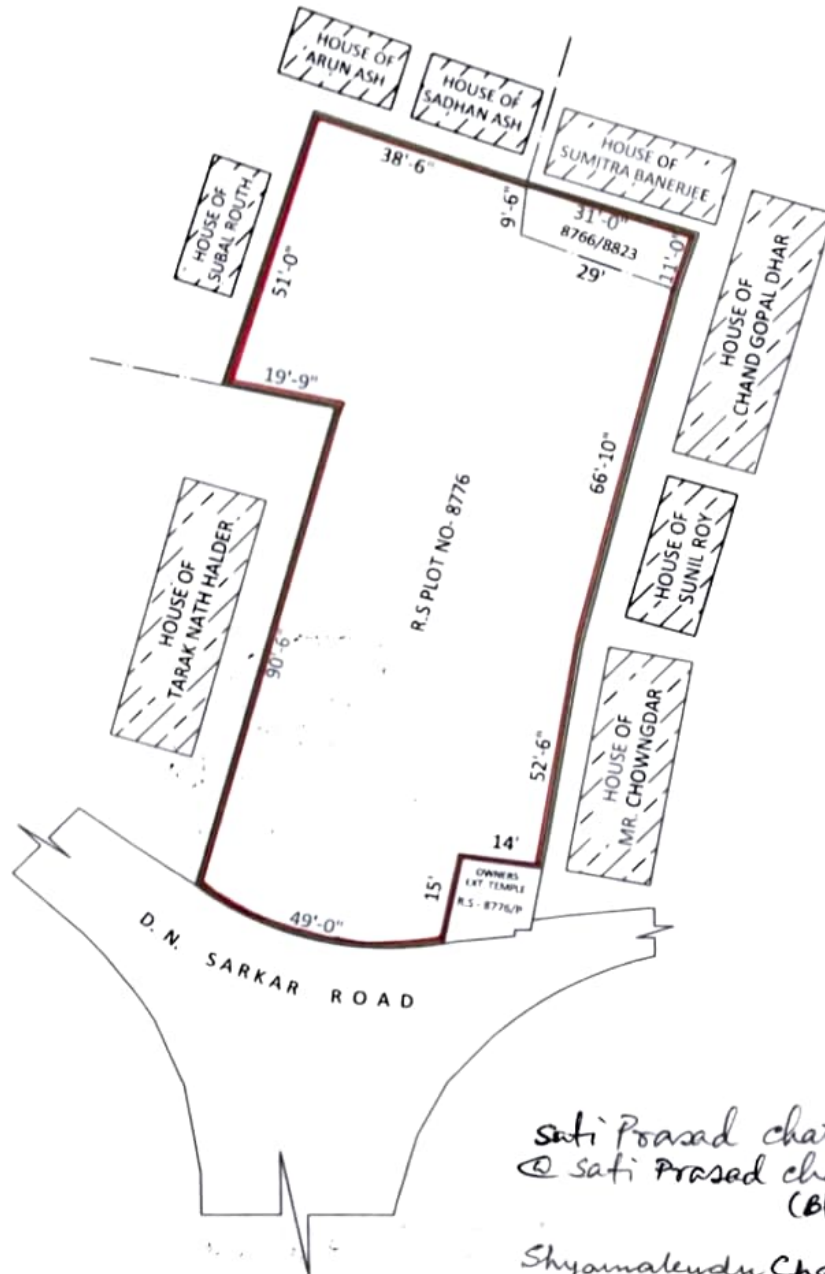 HOUSE OF
ARUN ASH
HOUSE OF
SADHAN ASH
HOUSE OF
SUMITRA BANERJEE
38'-6"
9'-6"
31'-0"
8766/8823
11'-0"
29'
HOUSE OF
SUBAL ROUTH
51'-0"
HOUSE OF
CHAND GOPAL DHAR
19'-9"
66'-10"
R.S PLOT NO- 8776
HOUSE OF
SUNIL ROY
HOUSE OF
TARAK NATH HALDER
90'-6"
52'-6"
HOUSE OF
MR. CHOWNGDAR
14'
15'
OWNERS
EXT. TEMPLE
R.S - 8776/P
49'-0"
D. N. SARKAR ROAD
Sati Prasad
@ Sati Prasad
Shyamalendu